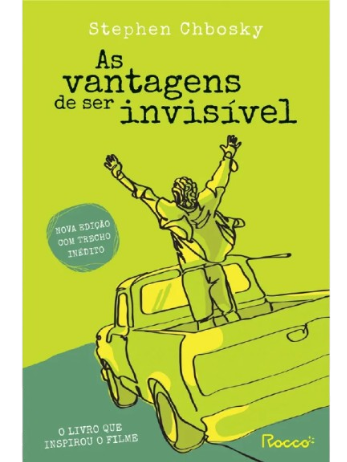 Stephen Chbosky
As
vantagens
de ser invisível
NOVA EDIÇÃO
COM TRECHO
INÉDITO
O LIVRO QUE
INSPIROU O FILME
Rocco